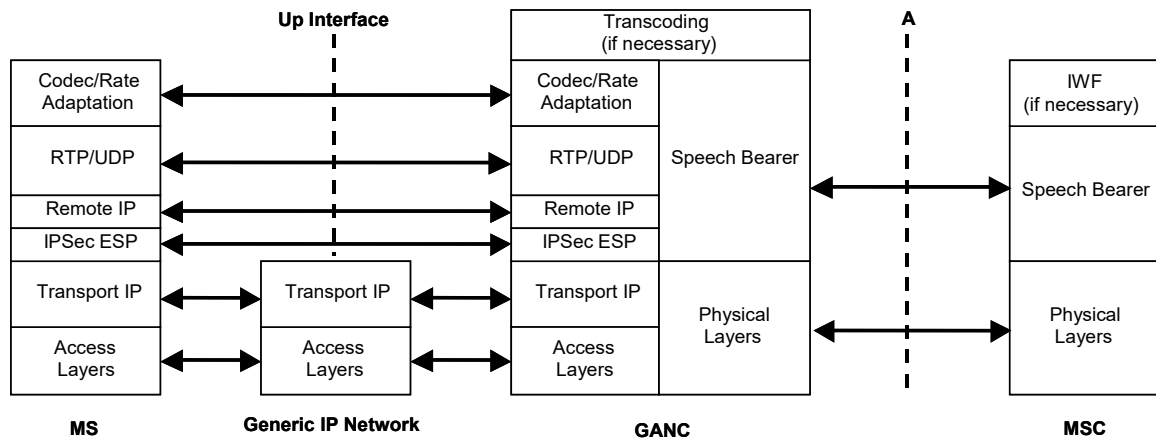 Up Interface
Transcoding
(if necessary)
A
Codec/Rate
Adaptation
Codec/Rate
Adaptation
IWF
(if necessary)
RTP/UDP
RTP/UDP
Speech Bearer
Speech Bearer
Remote IP
Remote IP
IPSec ESP
IPSec ESP
Transport IP
Transport IP
Transport IP
Physical
Layers
Physical
Layers
Access
Layers
Access
Layers
Access
Layers
MS
Generic IP Network
GANC
MSC